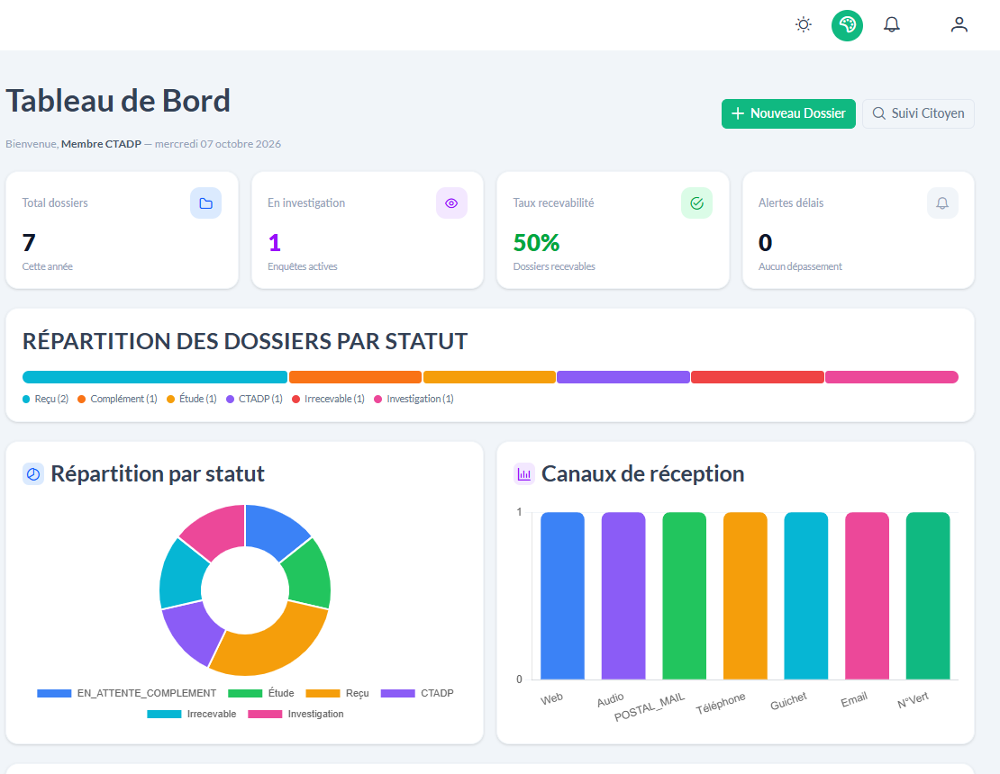 Tableau de Bord
Nouveau Dossier
Suivi Citoyen
Bienvenue, Membre CTADP — mercredi 07 octobre 2026
Total dossiers
7
Cette année
En investigation
1
Enquêtes actives
Taux recevabilité
50%
Dossiers recevables
Alertes délais
0
Aucun dépassement
RÉPARTITION DES DOSSIERS PAR STATUT
Reçu (2) Complément (1) Étude (1) CTADP (1) Irrecevable (1) Investigation (1)
Répartition par statut
EN_ATTENTE_COMPLEMENT Étude Reçu CTADP
Irrecevable Investigation
Canaux de réception
1
0
Web Audio POSTAL_MAIL Téléphone Guichet Email N°Vert